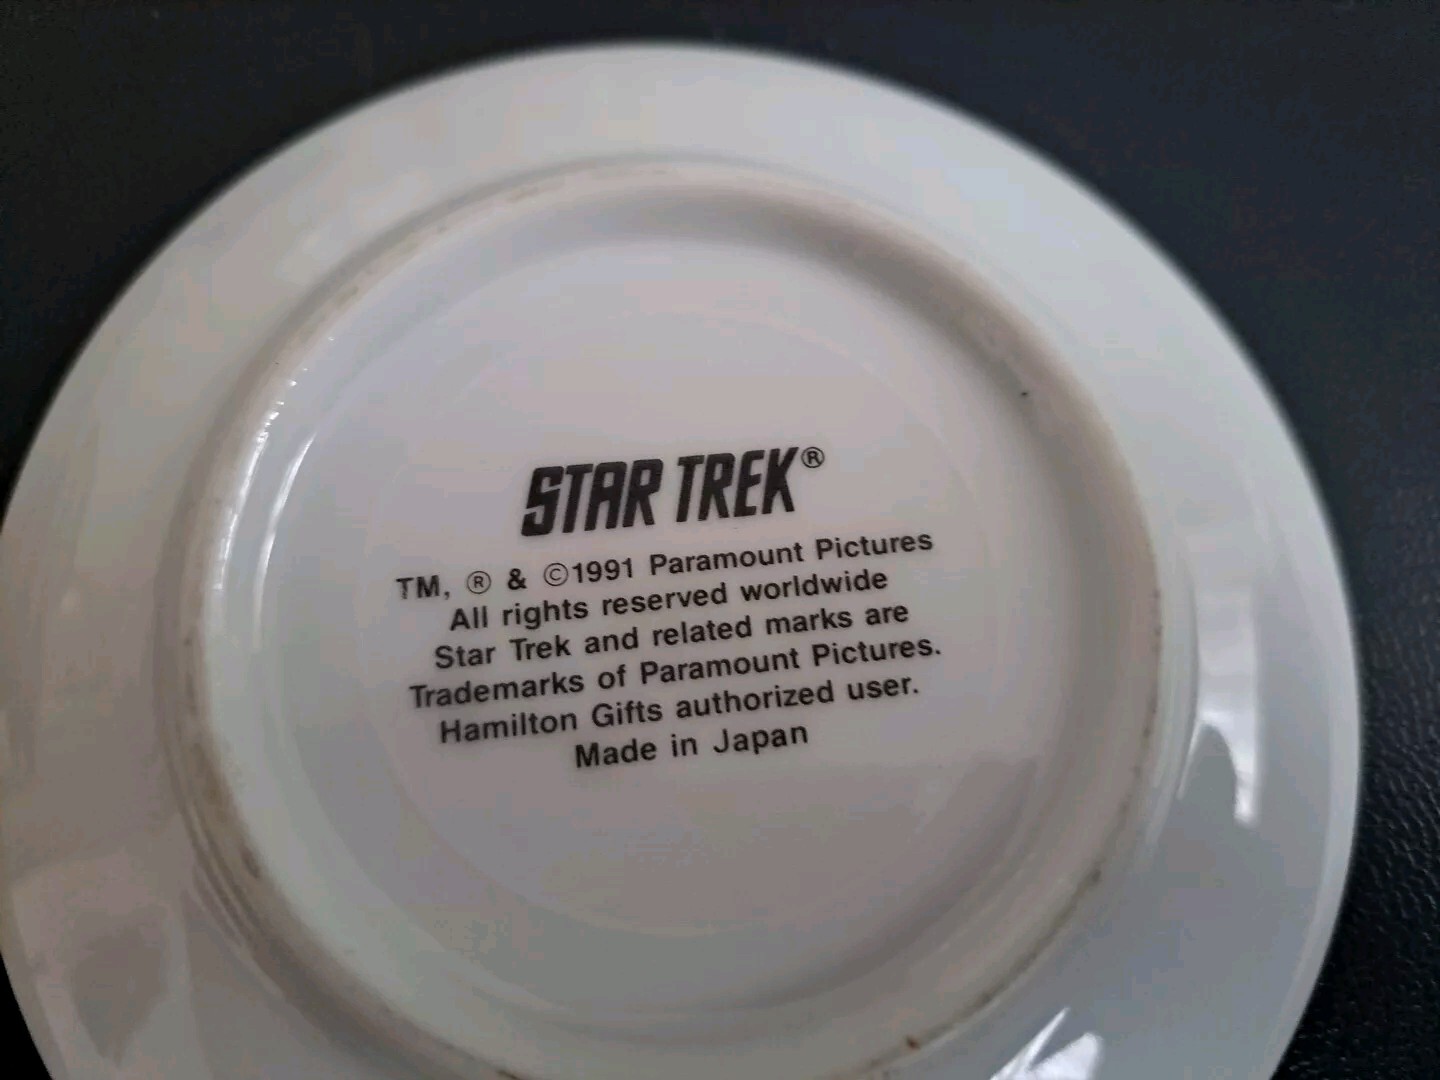 STAR TREK®
TM, ® & ©1991 Paramount Pictures
All rights reserved worldwide
Star Trek and related marks are
Trademarks of Paramount Pictures.
Hamilton Gifts authorized user.
Made in Japan